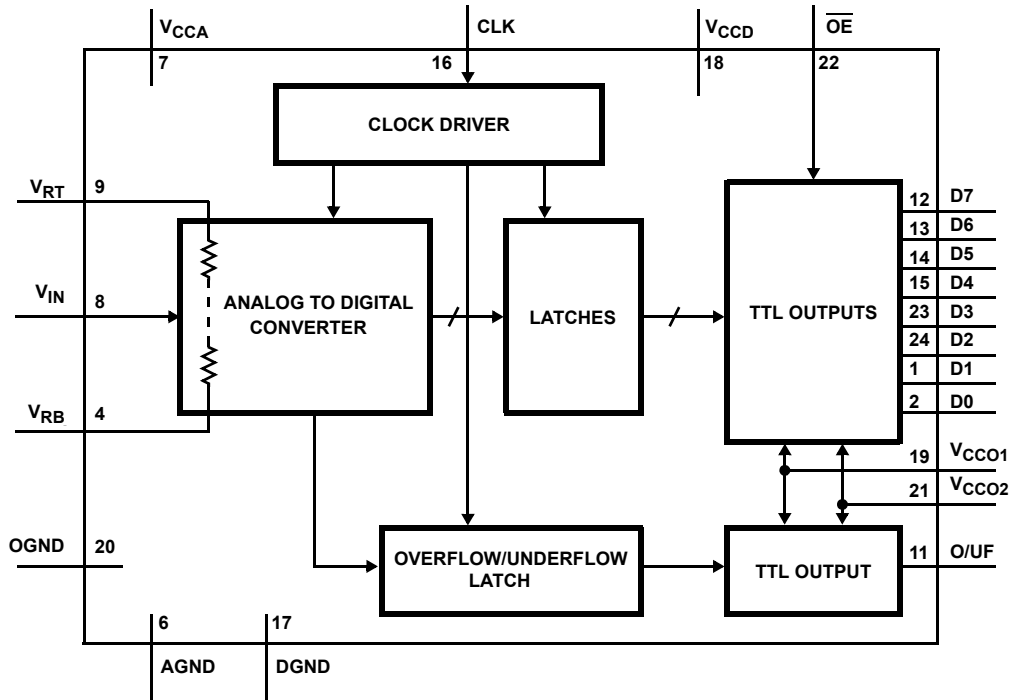 VCCA
CLK
VCCD
OE
7
16
18
22
CLOCK DRIVER
VRT
9
12
D7
13
D6
14
D5
VIN
8
ANALOG TO DIGITAL
CONVERTER
LATCHES
TTL OUTPUTS
15
D4
23
D3
24
D2
1
D1
VRB
4
2
D0
19
VCCO1
21
VCCO2
OGND
20
OVERFLOW/UNDERFLOW
LATCH
TTL OUTPUT
11
O/UF
6
17
AGND
DGND